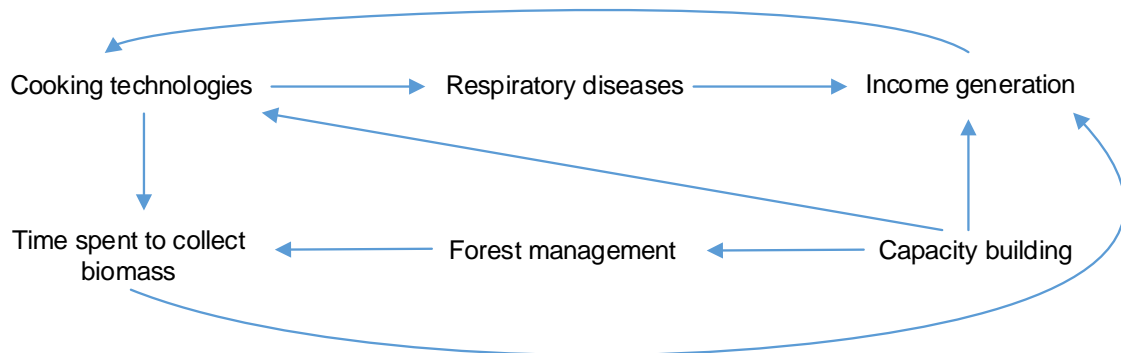 Cooking technologies
Respiratory diseases
Income generation
Time spent to collect
biomass
Forest management
Capacity building